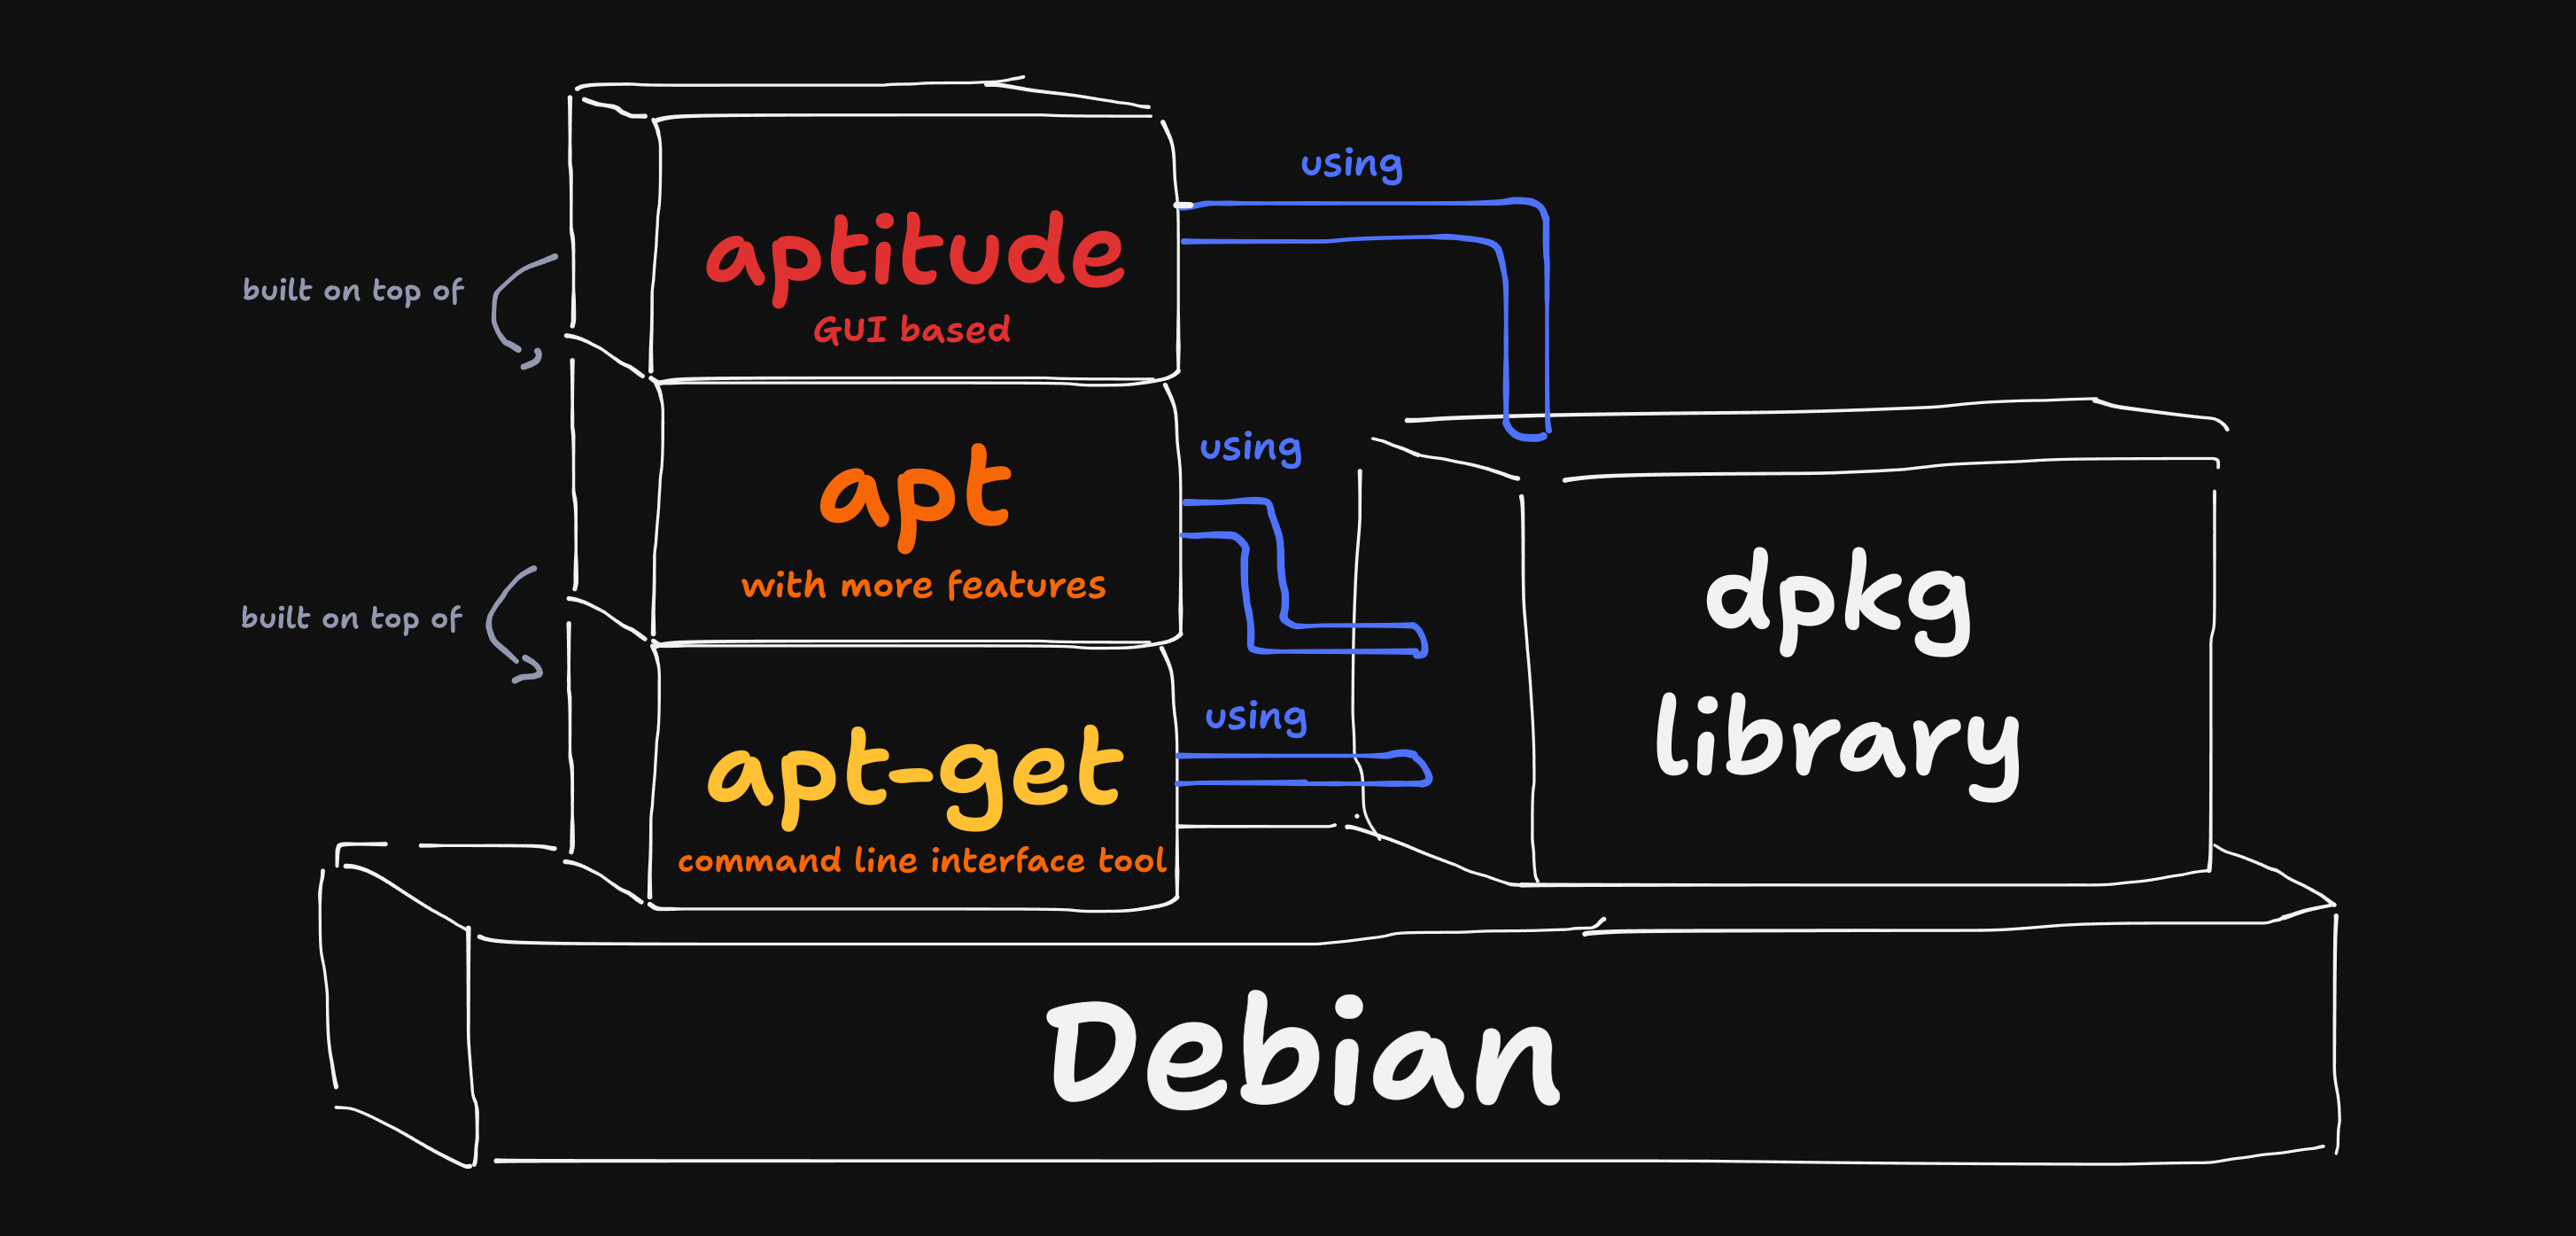 using
aptitude
GUI based
built on top of
using
apt
with more features
dpkg
library
built on top of
using
apt-get
command line interface tool
Debian